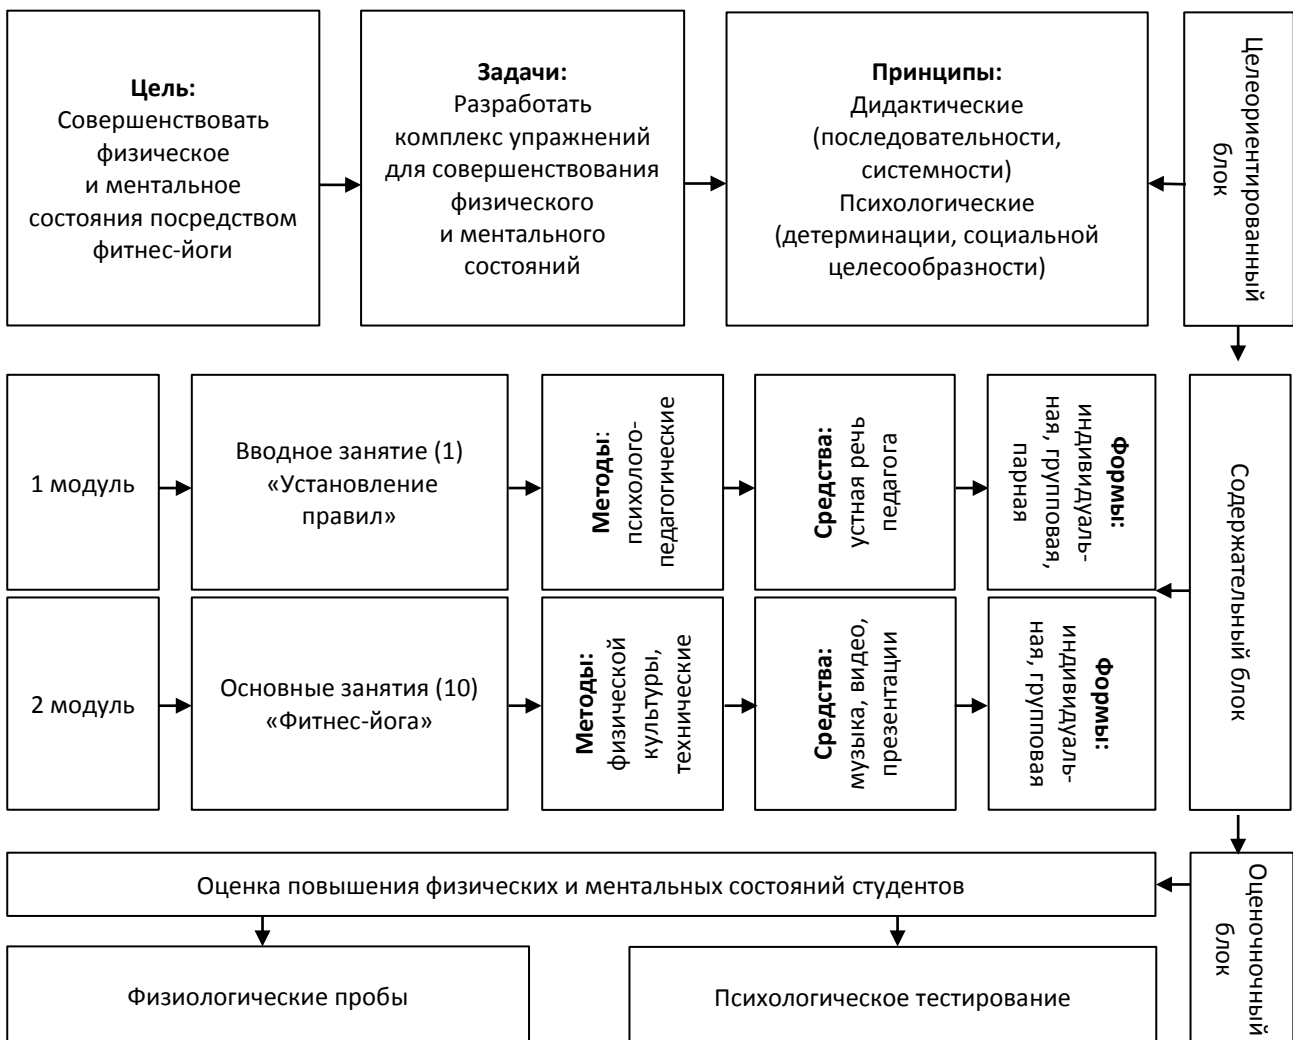 Цель:
Совершенствовать
физическое
и ментальное
состояния посредством
фитнес-йоги
Задачи:
Разработать
комплекс упражнений
для совершенствования
физического
и ментального
состояний
Принципы:
Дидактические
(последовательности,
системности)
Психологические
(детерминации, социальной
целесообразности)
Целеориентированный
блок
1 модуль
Вводное занятие (1)
«Установление
правил»
Методы:
психолого-
педагогические
Средства:
устная речь
педагога
Формы:
индивидуаль-
ная, групповая,
парная
Содержательный блок
2 модуль
Основные занятия (10)
«Фитнес-йога»
Методы:
физической
культуры,
технические
Средства:
музыка, видео,
презентации
Формы:
индивидуаль-
ная, групповая
Оценка повышения физических и ментальных состояний студентов
Оценочночный
блок
Физиологические пробы
Психологическое тестирование